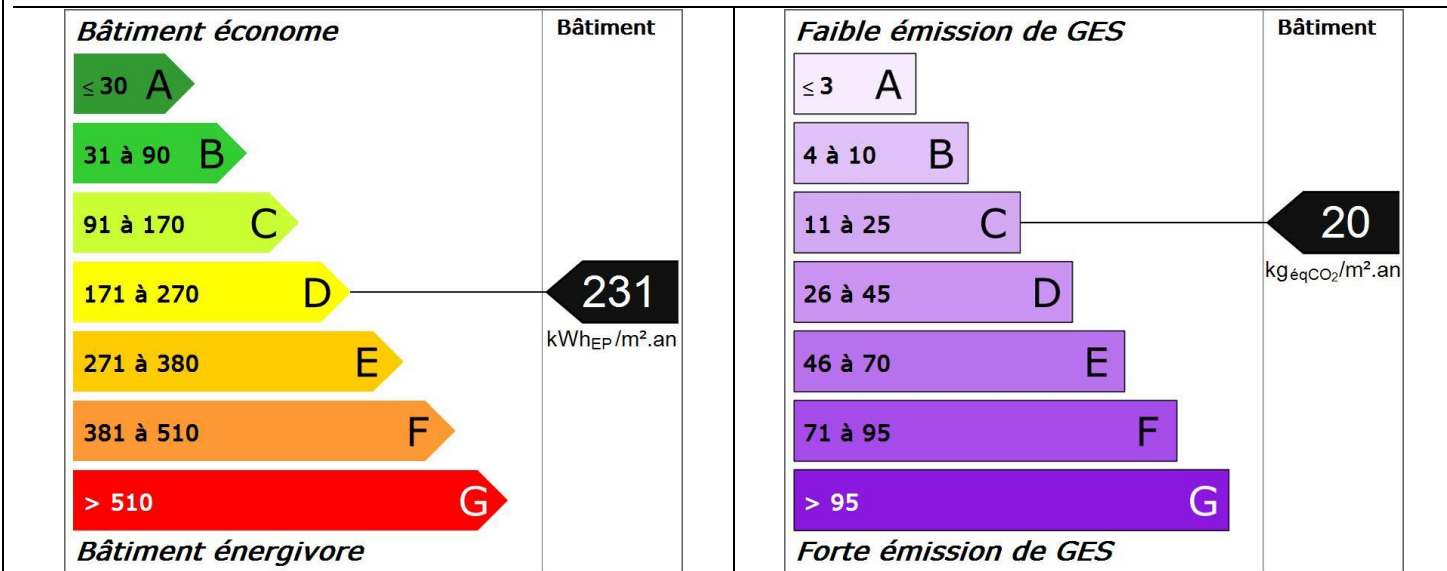 Bâtiment économe
Bâtiment
≤ 30 A
31 à 90 B
91 à 170 C
171 à 270 D
231
kWhEP/m².an
271 à 380 E
381 à 510 F
> 510 G
Bâtiment énergivore
Faible émission de GES
Bâtiment
≤ 3 A
4 à 10 B
11 à 25 C
20
kgéqCO₂/m².an
26 à 45 D
46 à 70 E
71 à 95 F
> 95 G
Forte émission de GES